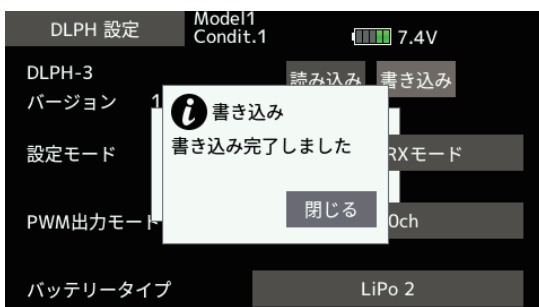 DLPH 設定
Model1
Condit.1
7.4V
DLPH-3
読み込み 書き込み
バージョン 1
書き込み
書き込み完了しました
設定モード
RXモード
閉じる
PWM出力モード
0ch
バッテリータイプ
LiPo 2